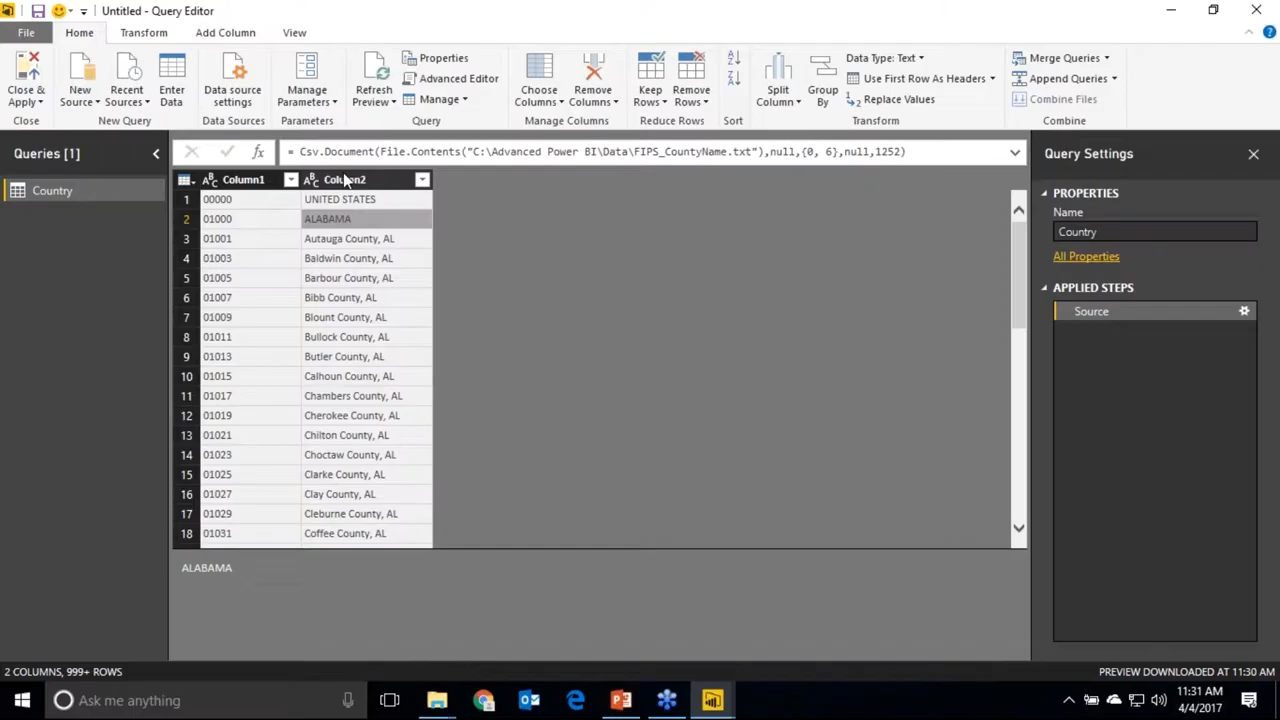 Untitled - Query Editor
File Home Transform Add Column View
Close & Apply
New Source
Recent Sources
Enter Data
Data source settings
Manage Parameters
Refresh Preview
Properties
Advanced Editor
Manage
Choose Columns
Remove Columns
Keep Rows
Remove Rows
Split Column
Group By
Data Type: Text
Use First Row As Headers
Replace Values
Merge Queries
Append Queries
Combine Files
Close New Query Data Sources Parameters Query Manage Columns Reduce Rows Sort Transform Combine
Queries [1]
Country
= Csv.Document(File.Contents("C:\Advanced Power BI\Data\FIPS_CountyName.txt"),null,{0, 6},null,1252)
Column1 Column2
1 00000 UNITED STATES
2 01000 ALABAMA
3 01001 Autauga County, AL
4 01003 Baldwin County, AL
5 01005 Barbour County, AL
6 01007 Bibb County, AL
7 01009 Blount County, AL
8 01011 Bullock County, AL
9 01013 Butler County, AL
10 01015 Calhoun County, AL
11 01017 Chambers County, AL
12 01019 Cherokee County, AL
13 01021 Chilton County, AL
14 01023 Choctaw County, AL
15 01025 Clarke County, AL
16 01027 Clay County, AL
17 01029 Cleburne County, AL
18 01031 Coffee County, AL
ALABAMA
Query Settings
PROPERTIES
Name
Country
All Properties
APPLIED STEPS
Source
2 COLUMNS, 999+ ROWS
PREVIEW DOWNLOADED AT 11:30 AM
Ask me anything
11:31 AM
4/4/2017